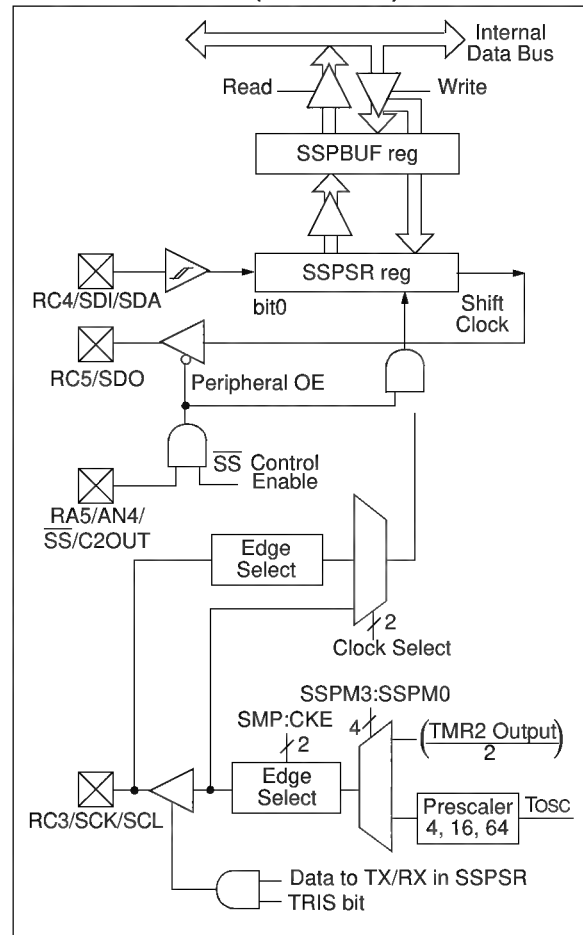 Internal
Data Bus
Read
Write
SSPBUF reg
SSPSR reg
RC4/SDI/SDA
bit0
Shift
Clock
RC5/SDO
Peripheral OE
SS Control
Enable
RA5/AN4/
SS/C2OUT
Edge
Select
2
Clock Select
SSPM3:SSPM0
SMP:CKE
4
(TMR2 Output)
2
2
Edge
Select
Prescaler
4, 16, 64
TOSC
RC3/SCK/SCL
Data to TX/RX in SSPSR
TRIS bit